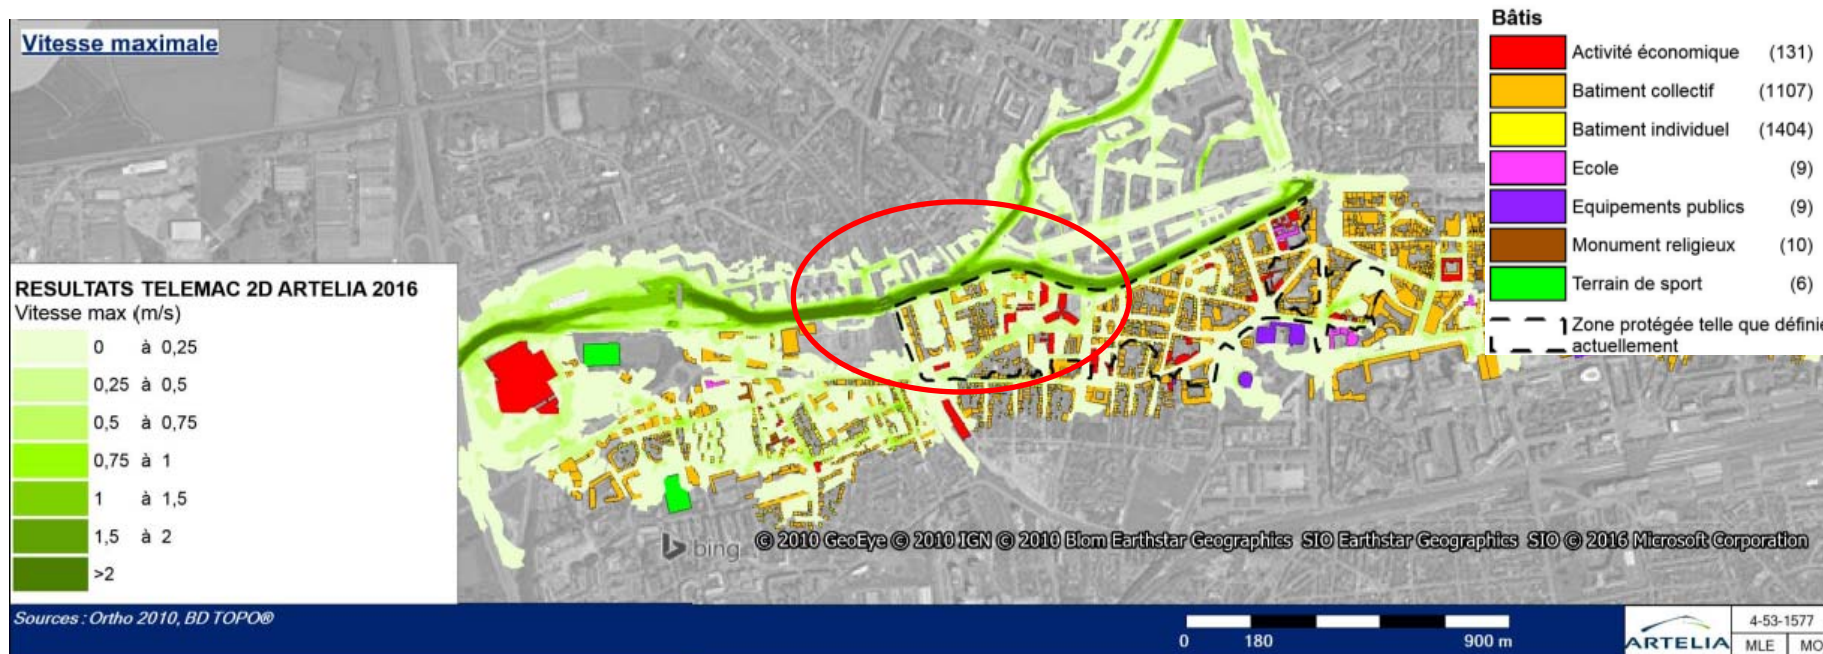 Vitesse maximale
RESULTATS TELEMAC 2D ARTELIA 2016
Vitesse max (m/s)
0 à 0,25
0,25 à 0,5
0,5 à 0,75
0,75 à 1
1 à 1,5
1,5 à 2
>2
Bâtis
Activité économique (131)
Batiment collectif (1107)
Batiment individuel (1404)
Ecole (9)
Equipements publics (9)
Monument religieux (10)
Terrain de sport (6)
Zone protégée telle que définie
actuellement
bing © 2010 GeoEye © 2010 IGN © 2010 Blom Earthstar Geographics SIO Earthstar Geographics SIO © 2016 Microsoft Corporation
Sources : Ortho 2010, BD TOPO®
0 180 900 m
ARTELIA
4-53-1577
MLE MO